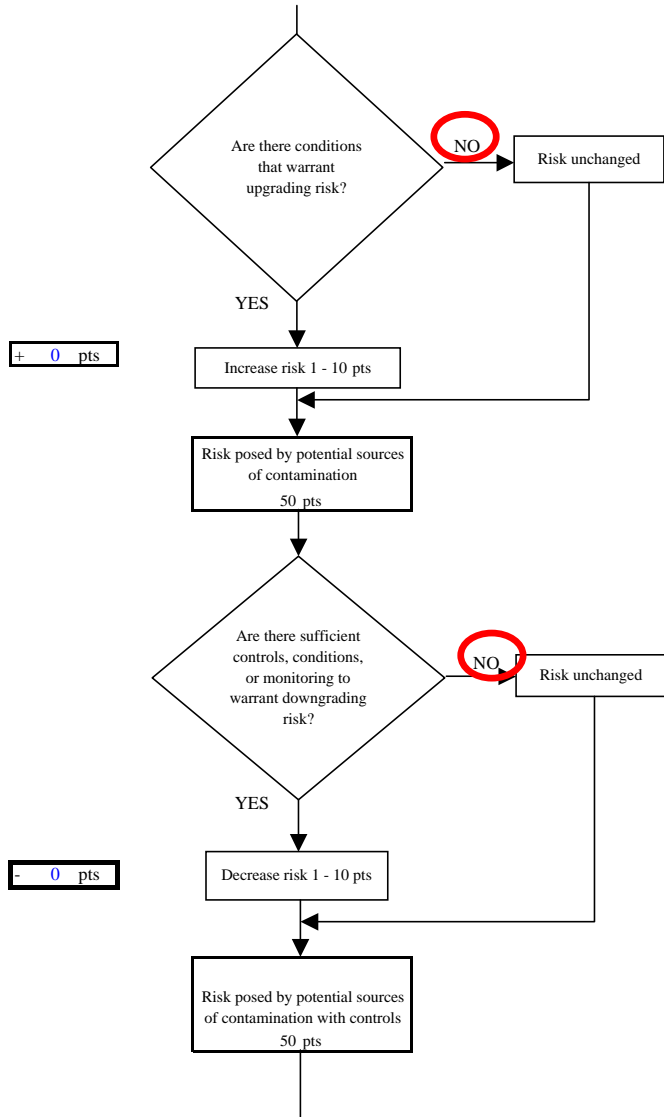 Are there conditions
that warrant
upgrading risk?
NO
Risk unchanged
YES
+ 0 pts
Increase risk 1 - 10 pts
Risk posed by potential sources
of contamination
50 pts
Are there sufficient
controls, conditions,
or monitoring to
warrant downgrading
risk?
NO
Risk unchanged
YES
- 0 pts
Decrease risk 1 - 10 pts
Risk posed by potential sources
of contamination with controls
50 pts